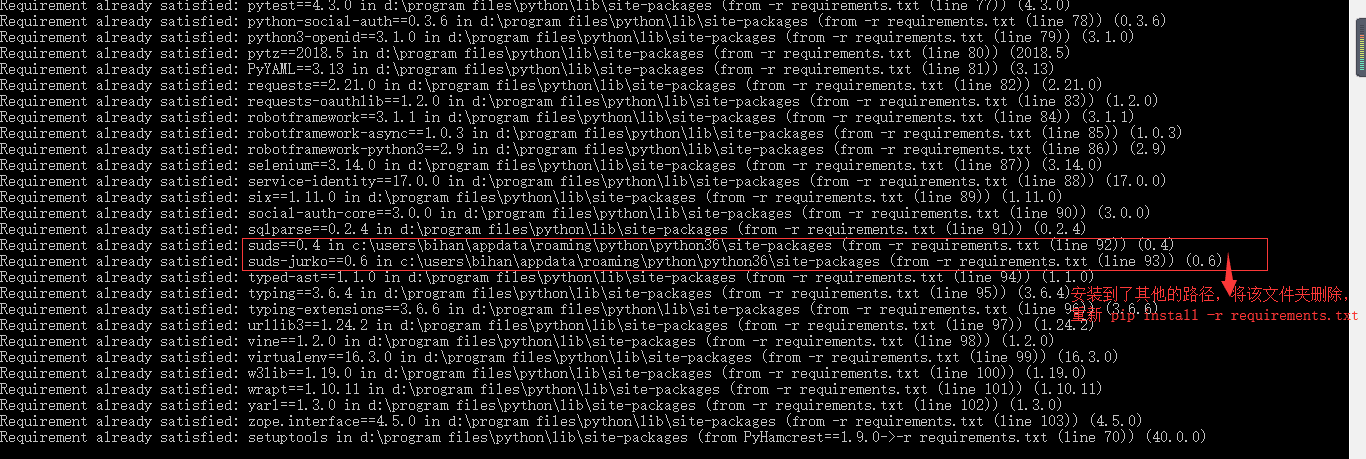 Requirement already satisfied: pytest==4.3.0 in d:\program files\python\lib\site-packages (from -r requirements.txt (line 77)) (4.3.0)
Requirement already satisfied: python-social-auth==0.3.6 in d:\program files\python\lib\site-packages (from -r requirements.txt (line 78)) (0.3.6)
Requirement already satisfied: python3-openid==3.1.0 in d:\program files\python\lib\site-packages (from -r requirements.txt (line 79)) (3.1.0)
Requirement already satisfied: pytz==2018.5 in d:\program files\python\lib\site-packages (from -r requirements.txt (line 80)) (2018.5)
Requirement already satisfied: PyYAML==3.13 in d:\program files\python\lib\site-packages (from -r requirements.txt (line 81)) (3.13)
Requirement already satisfied: requests==2.21.0 in d:\program files\python\lib\site-packages (from -r requirements.txt (line 82)) (2.21.0)
Requirement already satisfied: requests-oauthlib==1.2.0 in d:\program files\python\lib\site-packages (from -r requirements.txt (line 83)) (1.2.0)
Requirement already satisfied: robotframework==3.1.1 in d:\program files\python\lib\site-packages (from -r requirements.txt (line 84)) (3.1.1)
Requirement already satisfied: robotframework-async==1.0.3 in d:\program files\python\lib\site-packages (from -r requirements.txt (line 85)) (1.0.3)
Requirement already satisfied: robotframework-python3==2.9 in d:\program files\python\lib\site-packages (from -r requirements.txt (line 86)) (2.9)
Requirement already satisfied: selenium==3.14.0 in d:\program files\python\lib\site-packages (from -r requirements.txt (line 87)) (3.14.0)
Requirement already satisfied: service-identity==17.0.0 in d:\program files\python\lib\site-packages (from -r requirements.txt (line 88)) (17.0.0)
Requirement already satisfied: six==1.11.0 in d:\program files\python\lib\site-packages (from -r requirements.txt (line 89)) (1.11.0)
Requirement already satisfied: social-auth-core==3.0.0 in d:\program files\python\lib\site-packages (from -r requirements.txt (line 90)) (3.0.0)
Requirement already satisfied: sqlparse==0.2.4 in d:\program files\python\lib\site-packages (from -r requirements.txt (line 91)) (0.2.4)
Requirement already satisfied: suds==0.4 in c:\users\bihan\appdata\roaming\python\python36\site-packages (from -r requirements.txt (line 92)) (0.4)
Requirement already satisfied: suds-jurko==0.6 in c:\users\bihan\appdata\roaming\python\python36\site-packages (from -r requirements.txt (line 93)) (0.6)
Requirement already satisfied: typed-ast==1.1.0 in d:\program files\python\lib\site-packages (from -r requirements.txt (line 94)) (1.1.0)
Requirement already satisfied: typing==3.6.4 in d:\program files\python\lib\site-packages (from -r requirements.txt (line 95)) (3.6.4)
安装到了其他的路径，将该文件夹删除，
Requirement already satisfied: typing-extensions==3.6.6 in d:\program files\python\lib\site-packages (from -r requirements.txt (line 96)) (3.6.6)
重新 pip install -r requirements.txt
Requirement already satisfied: urllib3==1.24.2 in d:\program files\python\lib\site-packages (from -r requirements.txt (line 97)) (1.24.2)
Requirement already satisfied: vine==1.2.0 in d:\program files\python\lib\site-packages (from -r requirements.txt (line 98)) (1.2.0)
Requirement already satisfied: virtualenv==16.3.0 in d:\program files\python\lib\site-packages (from -r requirements.txt (line 99)) (16.3.0)
Requirement already satisfied: w3lib==1.19.0 in d:\program files\python\lib\site-packages (from -r requirements.txt (line 100)) (1.19.0)
Requirement already satisfied: wrapt==1.10.11 in d:\program files\python\lib\site-packages (from -r requirements.txt (line 101)) (1.10.11)
Requirement already satisfied: yarl==1.3.0 in d:\program files\python\lib\site-packages (from -r requirements.txt (line 102)) (1.3.0)
Requirement already satisfied: zope.interface==4.5.0 in d:\program files\python\lib\site-packages (from -r requirements.txt (line 103)) (4.5.0)
Requirement already satisfied: setuptools in d:\program files\python\lib\site-packages (from PyHamcrest==1.9.0->-r requirements.txt (line 70)) (40.0.0)